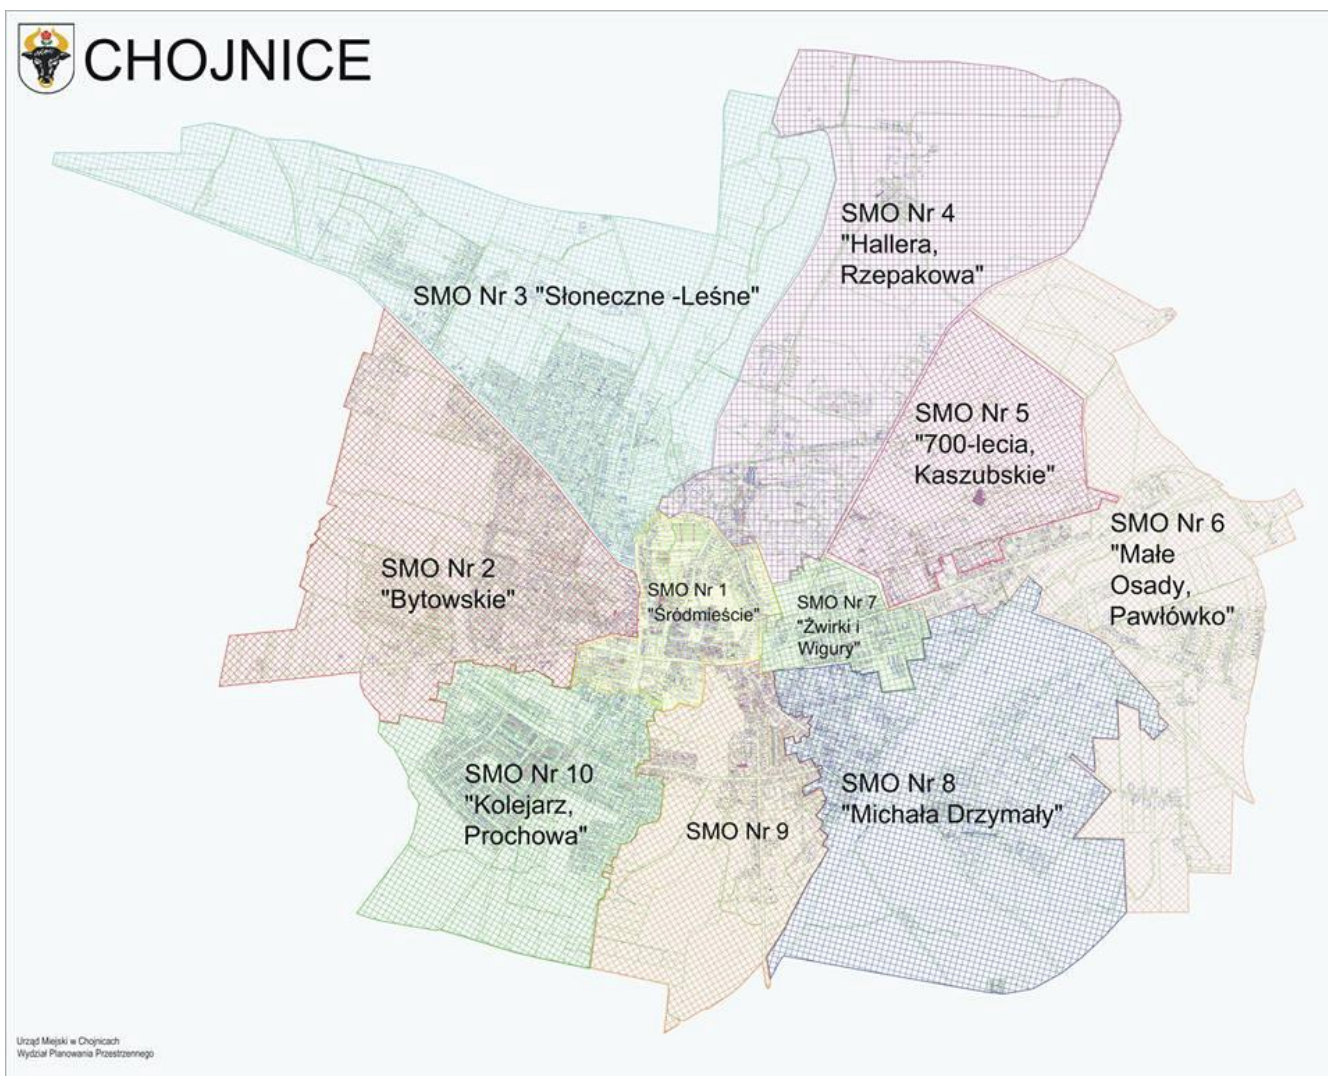 CHOJNICE
SMO Nr 4
"Hallera,
Rzepakowa"
SMO Nr 3 "Słoneczne -Leśne"
SMO Nr 5
"700-lecia,
Kaszubskie"
SMO Nr 6
"Małe
Osady,
Pawłówko"
SMO Nr 2
"Bytowskie"
SMO Nr 1
"Śródmieście"
SMO Nr 7
"Żwirki i
Wigury"
SMO Nr 10
"Kolejarz,
Prochowa"
SMO Nr 9
SMO Nr 8
"Michała Drzymały"
Urząd Miejski w Chojnicach
Wydział Planowania Przestrzennego